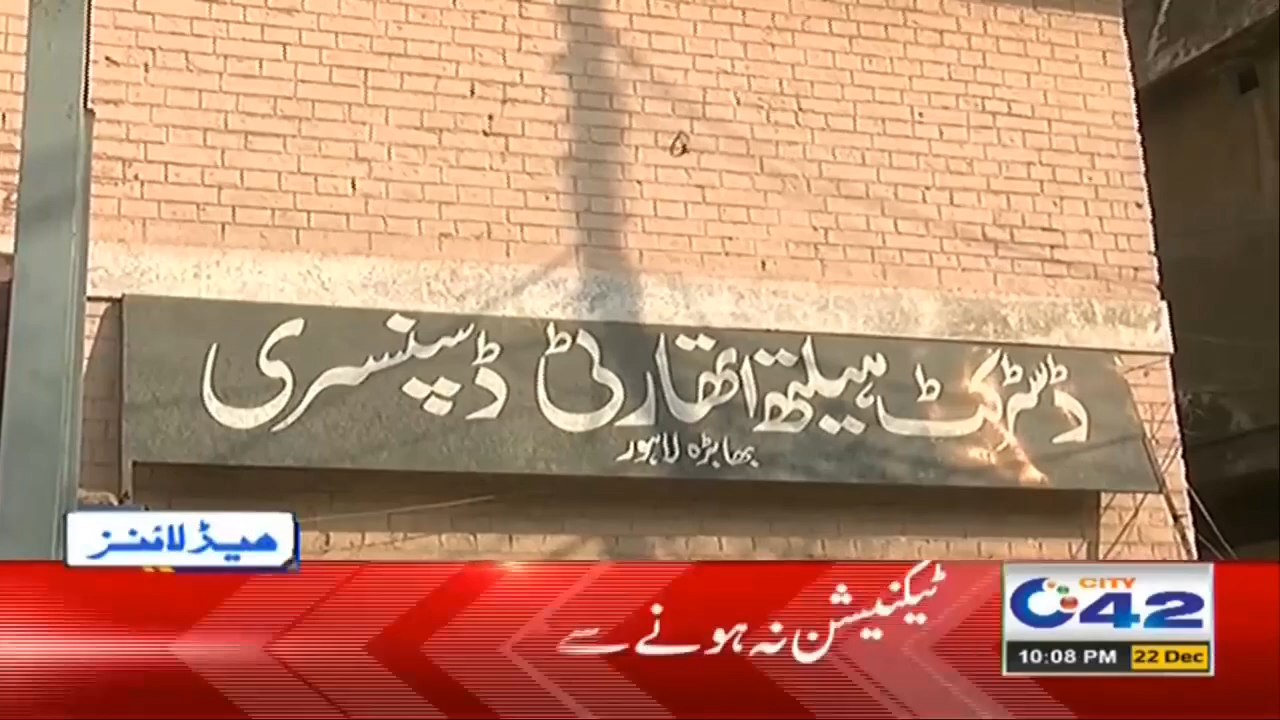 ڈسٹرکٹ ہیلتھ اتھارٹی ڈسپنسری
بھابڑہ لاہور
ہیڈ لائنز
ٹیکنیشن نہ ہونے سے
CITY
42
10:08 PM 22 Dec